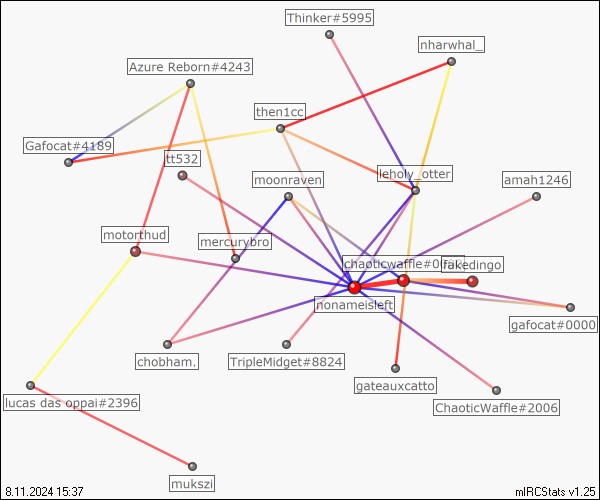 Thinker#5995
nharwhal_
Azure Reborn#4243
then1cc
Gafocat#4189
tt532
moonraven
leholy_otter
amah1246
motorthud
mercurybro
chaoticwaffle#0
fakedingo
nonameisleft
gafocat#0000
chobham.
TripleMidget#8824
gateauxcatto
ChaoticWaffle#2006
lucas das oppai#2396
mukszi
8.11.2024 15:37
mIRCStats v1.25